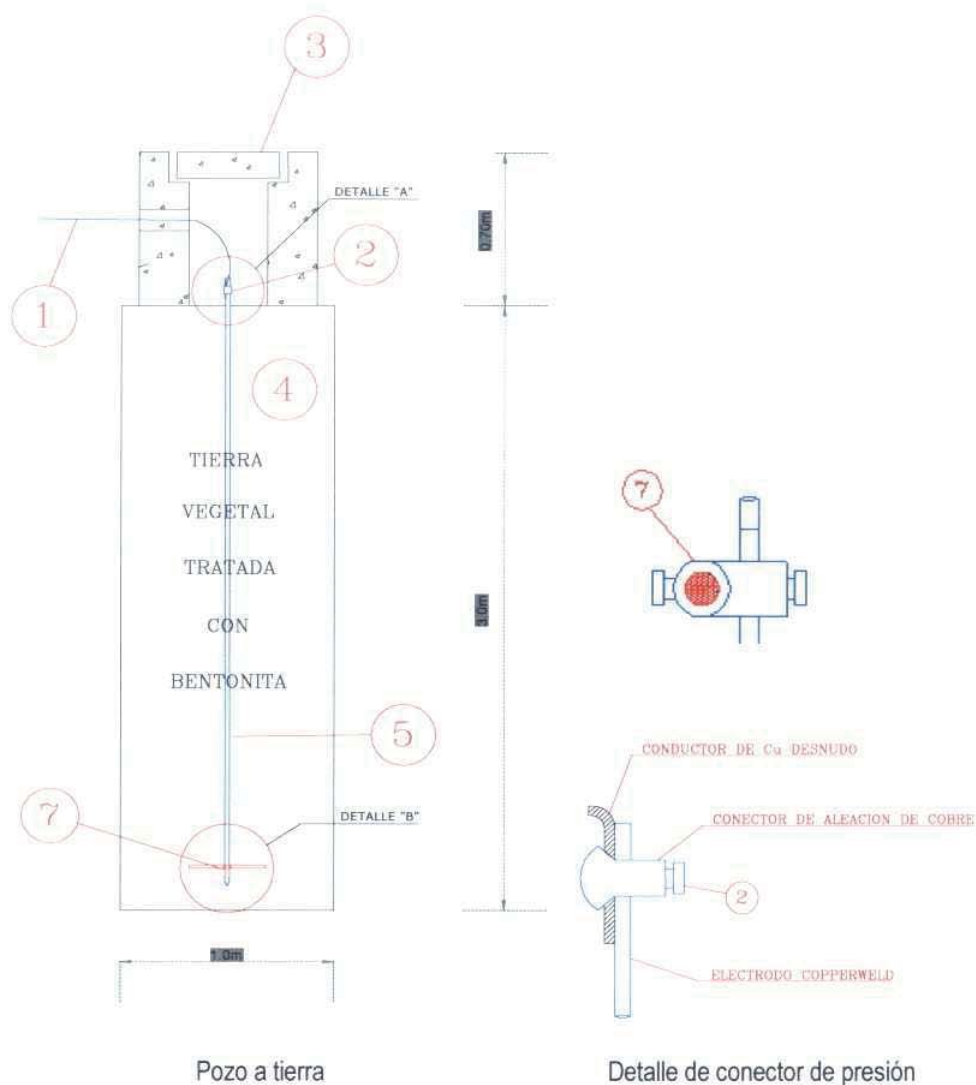 3
DETALLE "A"
0.70m
2
1
4
TIERRA
VEGETAL
TRATADA
CON
BENTONITA
3.0m
5
7
DETALLE "B"
1.0m
7
CONDUCTOR DE Cu DESNUDO
CONECTOR DE ALEACION DE COBRE
2
ELECTRODO COPPERWELD
Pozo a tierra
Detalle de conector de presión